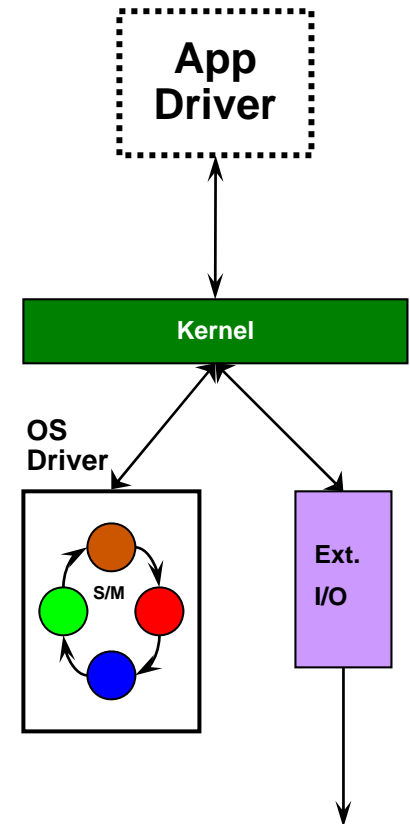 App
Driver
Kernel
OS
Driver
S/M
Ext.
I/O